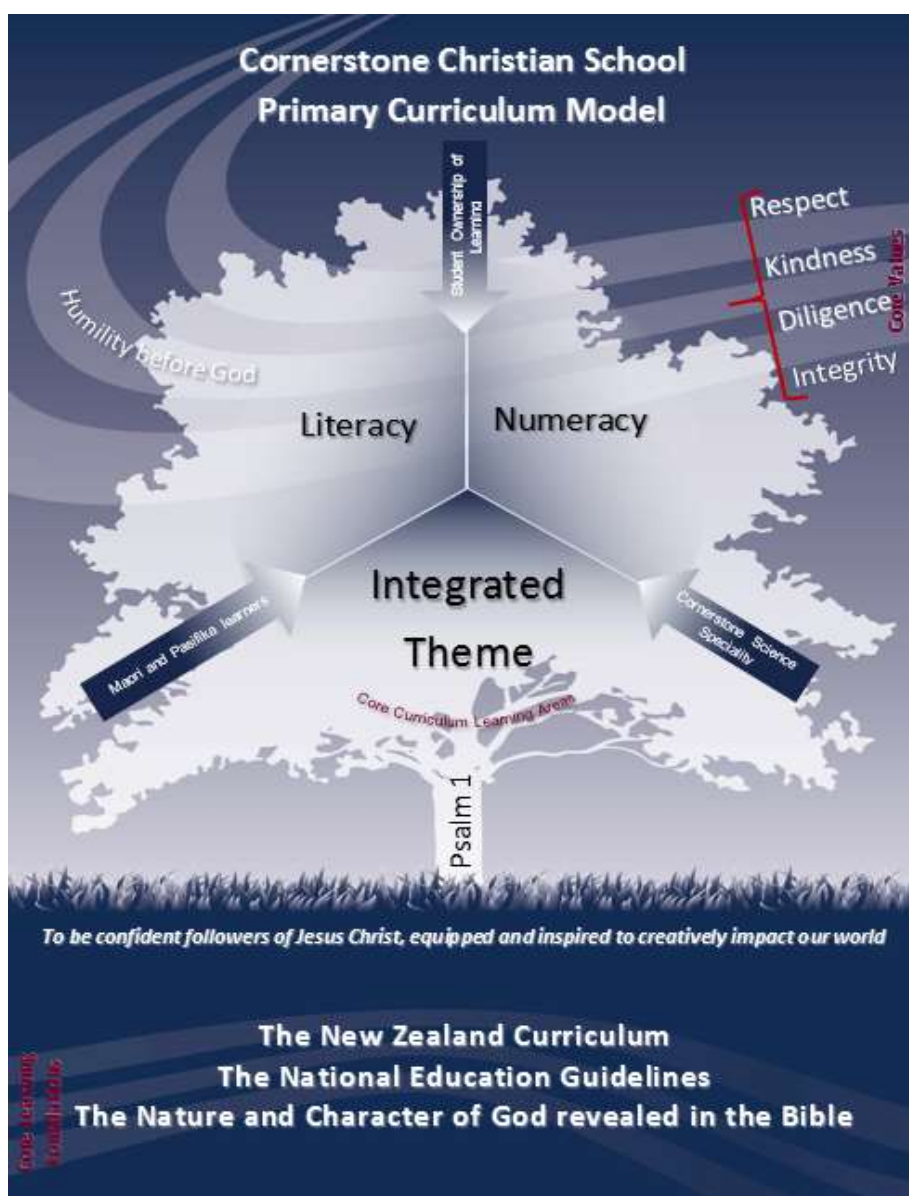 Cornerstone Christian School
Primary Curriculum Model
Student Ownership of
Learning
Respect
Kindness
Diligence
Integrity
Core Values
Humility before God
Literacy
Numeracy
Integrated
Theme
Maori and Pasifika learners
Cornerstone Science
Speciality
Core Curriculum Learning Areas
Psalm 1
To be confident followers of Jesus Christ, equipped and inspired to creatively impact our world
The New Zealand Curriculum
The National Education Guidelines
The Nature and Character of God revealed in the Bible